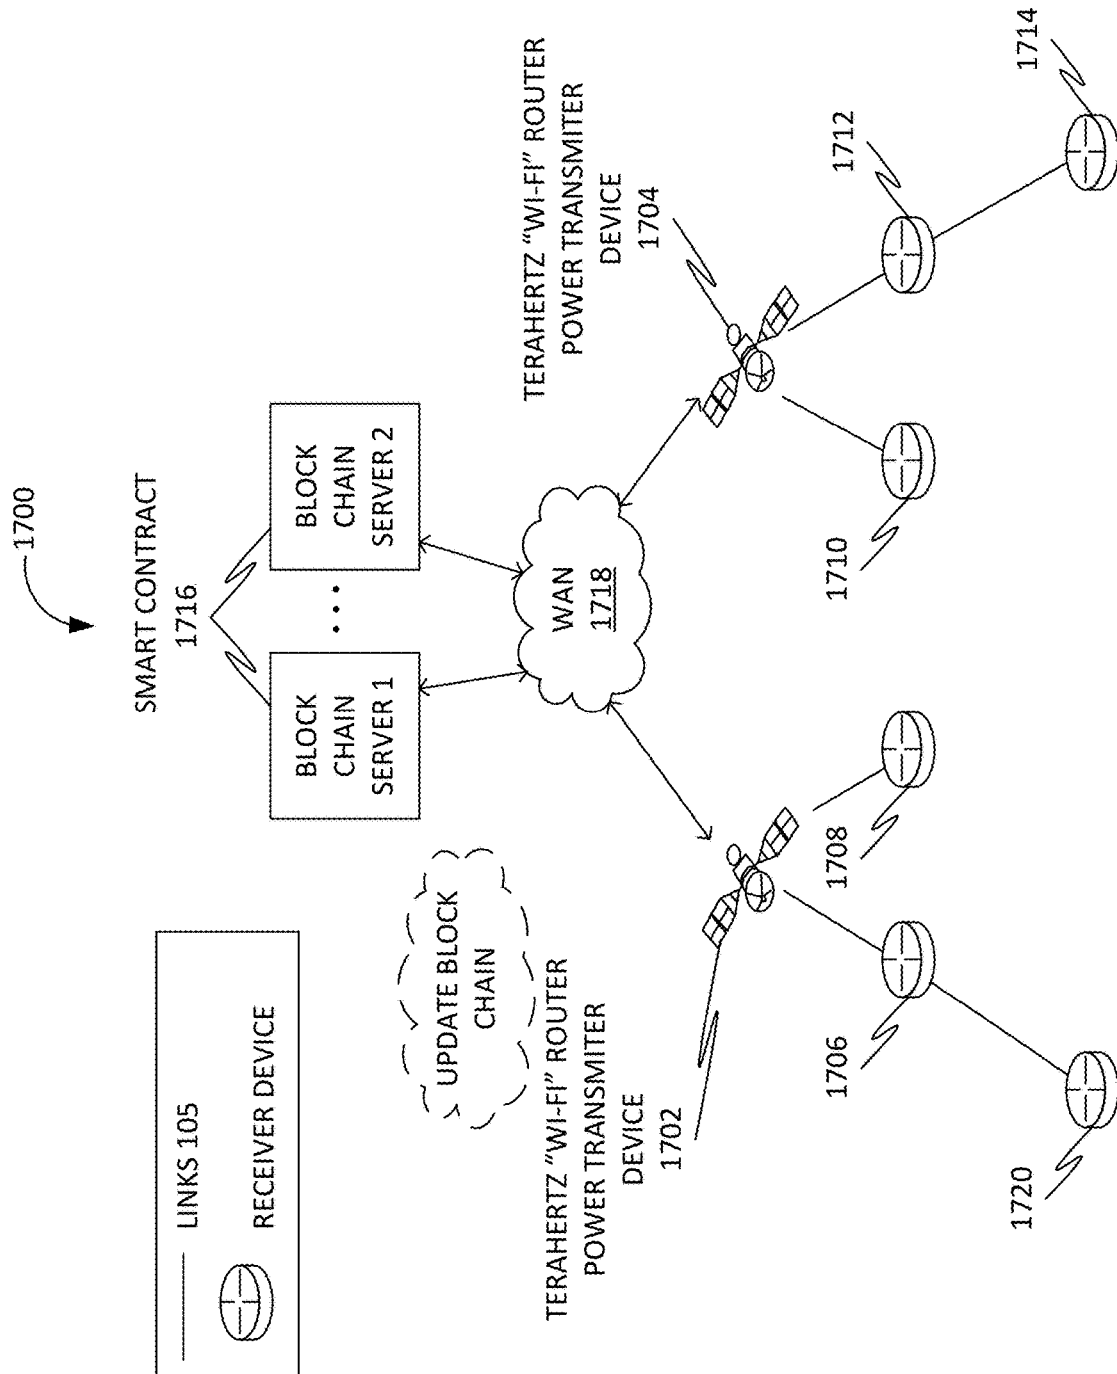 1700
SMART CONTRACT
1716
LINKS 105
RECEIVER DEVICE
BLOCK
CHAIN
SERVER 1
...
BLOCK
CHAIN
SERVER 2
UPDATE BLOCK
CHAIN
WAN
1718
TERAHERTZ “WI-FI” ROUTER
POWER TRANSMITER
DEVICE
1702
TERAHERTZ “WI-FI” ROUTER
POWER TRANSMITER
DEVICE
1704
1706
1708
1710
1712
1720
1714